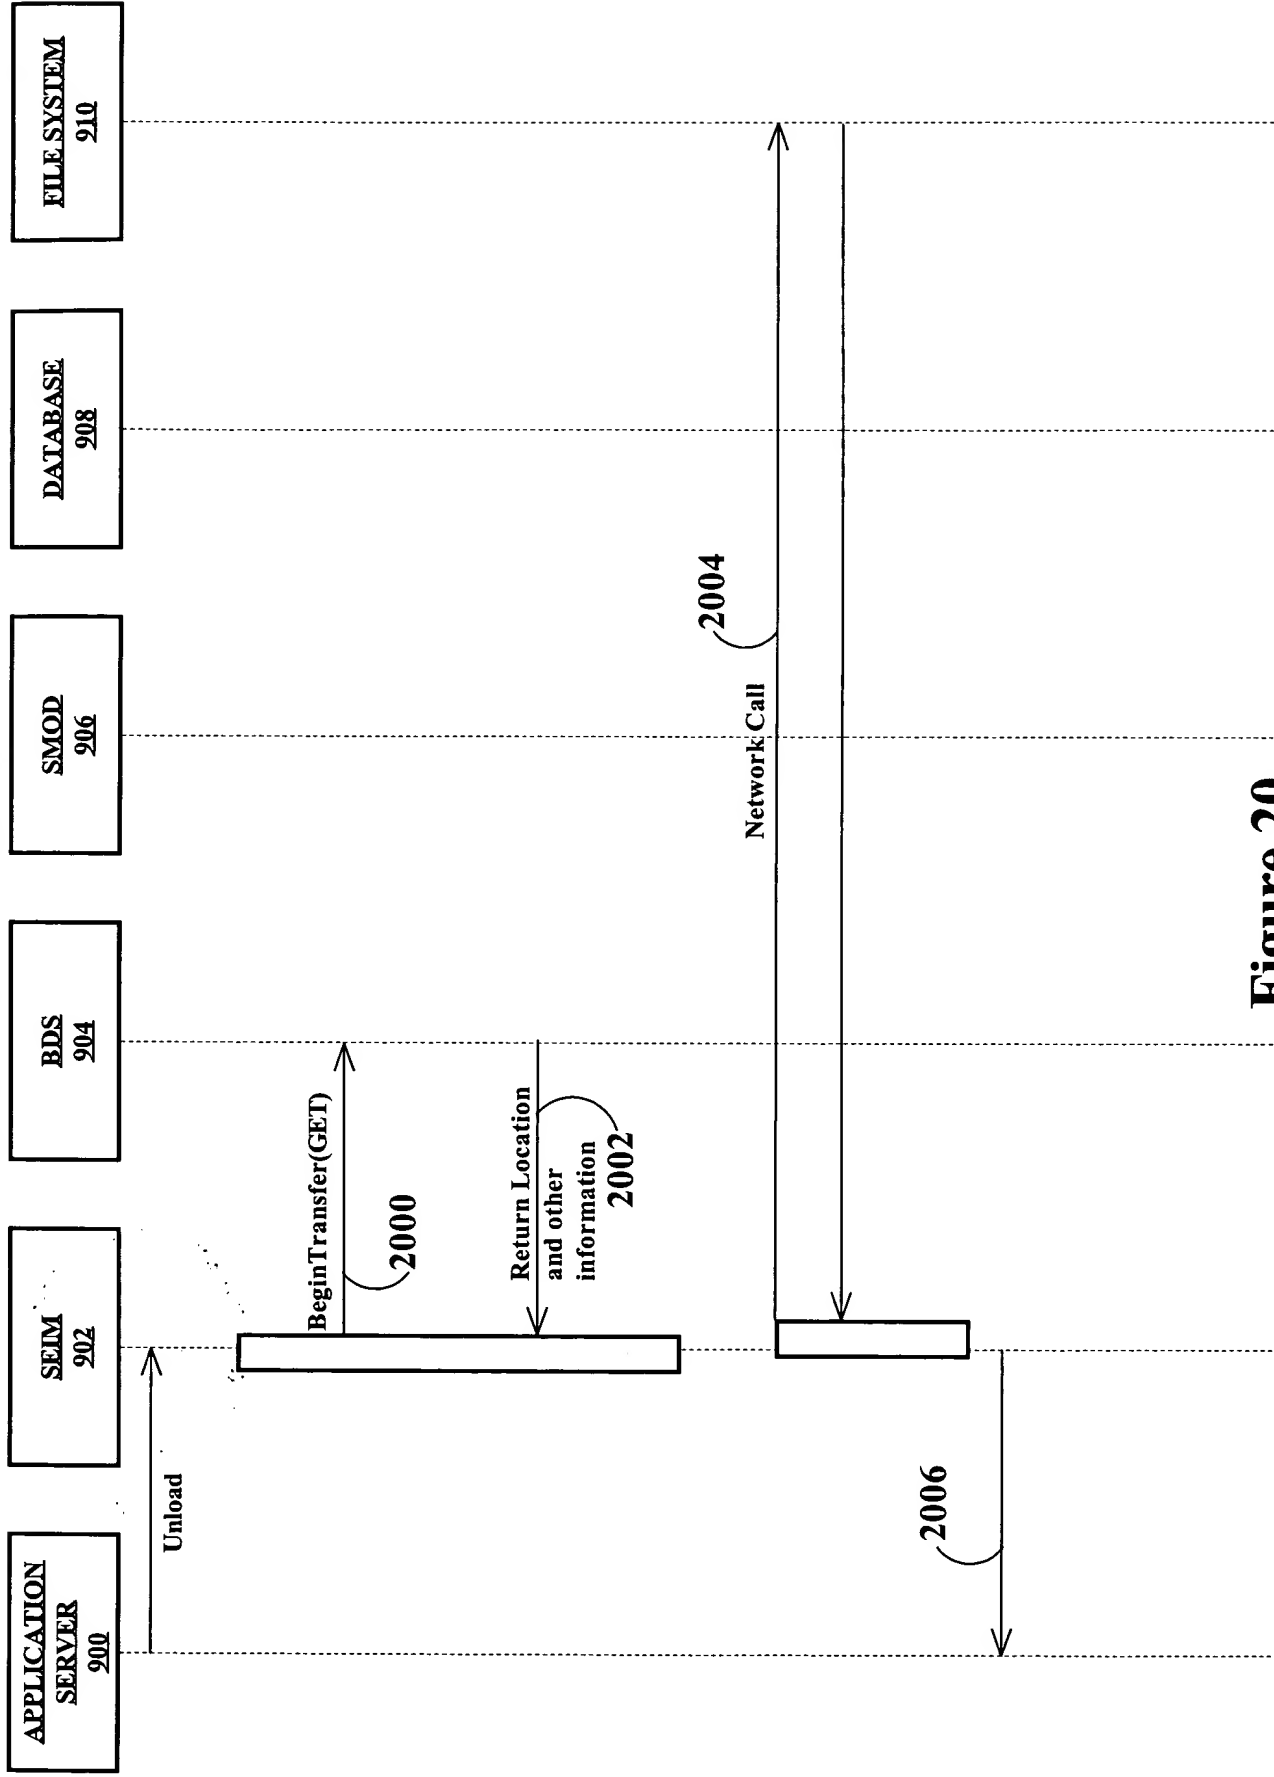 APPLICATION
SERVER
900
SEIM
902
BDS
904
SMOD
906
DATABASE
908
FILE SYSTEM
910
Unload
BeginTransfer(GET)
2000
Return Location
and other
information
2002
Network Call
2004
2006
Figure 20